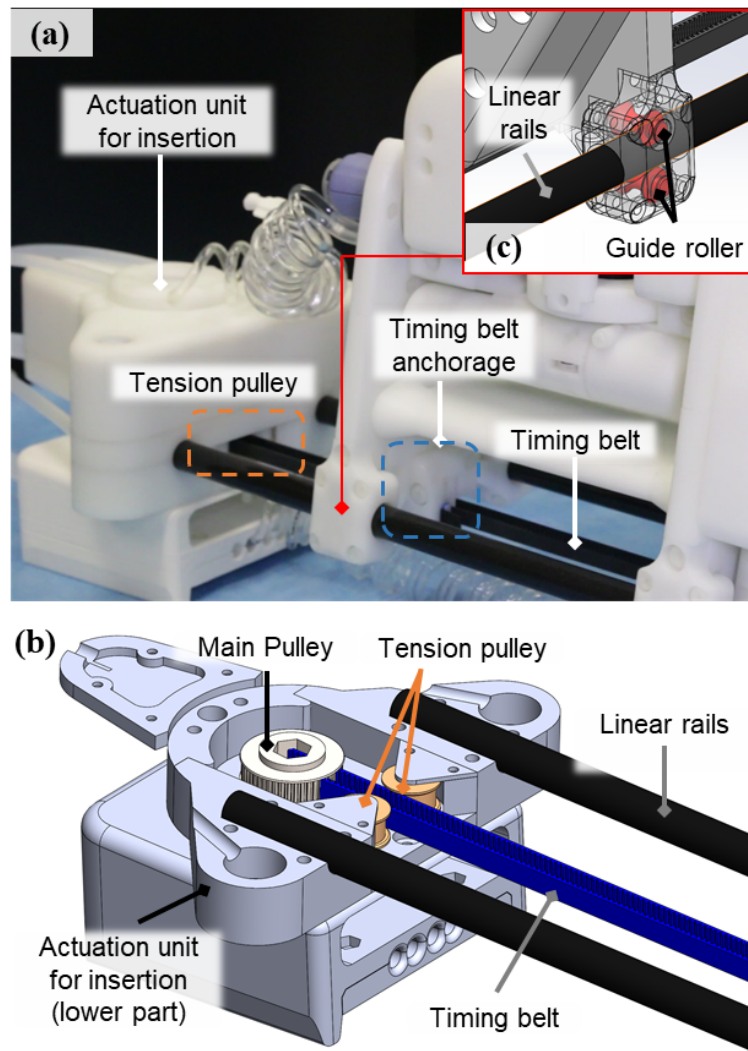 (a)
Actuation unit
for insertion
Linear
rails
(c)
Guide roller
Timing belt
anchorage
Tension pulley
Timing belt
(b)
Main Pulley
Tension pulley
Linear rails
Actuation unit
for insertion
(lower part)
Timing belt